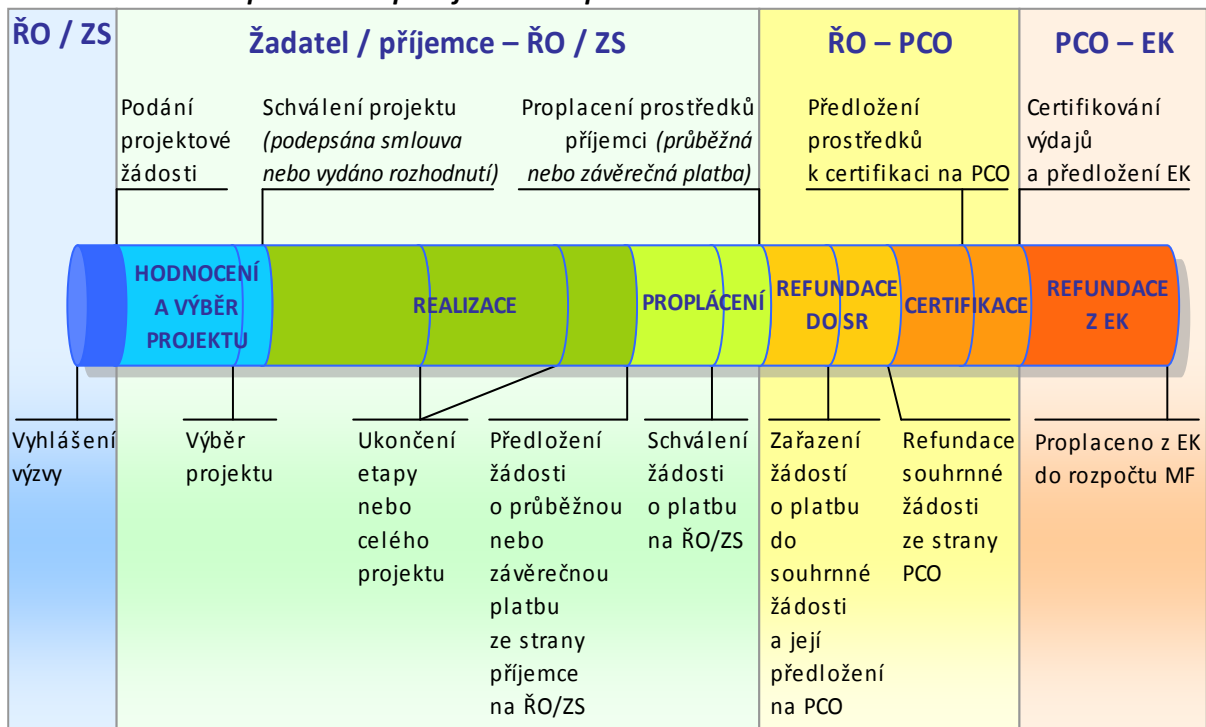 ŘO / ZS
Žadatel / příjemce – ŘO / ZS
ŘO – PCO
PCO – EK
Podání
projektové
žádosti
Schválení projektu
(podepsána smlouva
nebo vydáno rozhodnutí)
Proplacení prostředků
příjemci (průběžná
nebo závěrečná platba)
Předložení
prostředků
k certifikaci na PCO
Certifikování
výdajů
a předložení EK
HODNOCENÍ
A VÝBĚR
PROJEKTU
REALIZACE
PROPLÁCENÍ
REFUNDACE
DO SR
CERTIFIKACE
REFUNDACE
Z EK
Vyhlášení
výzvy
Výběr
projektu
Ukončení
etapy
nebo
celého
projektu
Předložení
žádosti
o průběžnou
nebo
závěrečnou
platbu
ze strany
příjemce
na ŘO/ZS
Schválení
žádosti
o platbu
na ŘO/ZS
Zařazení
žádostí
o platbu
do
souhrnné
žádosti
a její
předložení
na PCO
Refundace
souhrnné
žádosti
ze strany
PCO
Proplaceno z EK
do rozpočtu MF